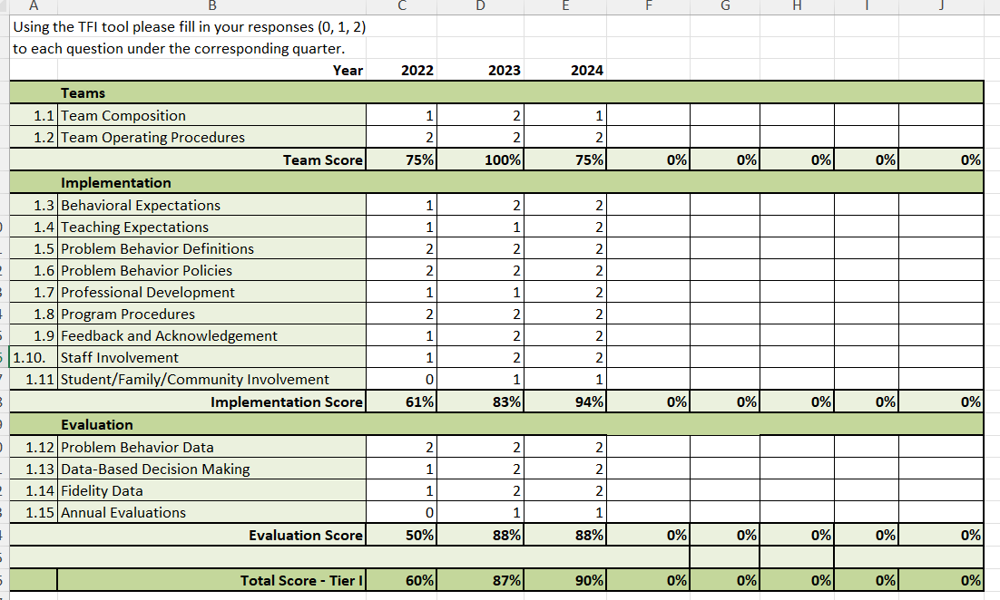 A B C D E F G H I J
Using the TFI tool please fill in your responses (0, 1, 2)
to each question under the corresponding quarter.
Year 2022 2023 2024
Teams
1.1 Team Composition 1 2 1
1.2 Team Operating Procedures 2 2 2
Team Score 75% 100% 75% 0% 0% 0% 0% 0%
Implementation
1.3 Behavioral Expectations 1 2 2
1.4 Teaching Expectations 1 1 2
1.5 Problem Behavior Definitions 2 2 2
1.6 Problem Behavior Policies 2 2 2
1.7 Professional Development 1 1 2
1.8 Program Procedures 2 2 2
1.9 Feedback and Acknowledgement 1 2 2
1.10. Staff Involvement 1 2 2
1.11 Student/Family/Community Involvement 0 1 1
Implementation Score 61% 83% 94% 0% 0% 0% 0% 0%
Evaluation
1.12 Problem Behavior Data 2 2 2
1.13 Data-Based Decision Making 1 2 2
1.14 Fidelity Data 1 2 2
1.15 Annual Evaluations 0 1 1
Evaluation Score 50% 88% 88% 0% 0% 0% 0% 0%
Total Score - Tier I 60% 87% 90% 0% 0% 0% 0% 0%